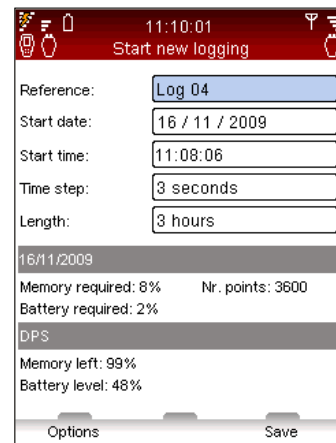 11:10:01
Start new logging
Reference: Log 04
Start date: 16 / 11 / 2009
Start time: 11:08:06
Time step: 3 seconds
Length: 3 hours
16/11/2009
Memory required: 8% Nr. points: 3600
Battery required: 2%
DPS
Memory left: 99%
Battery level: 48%
Options Save